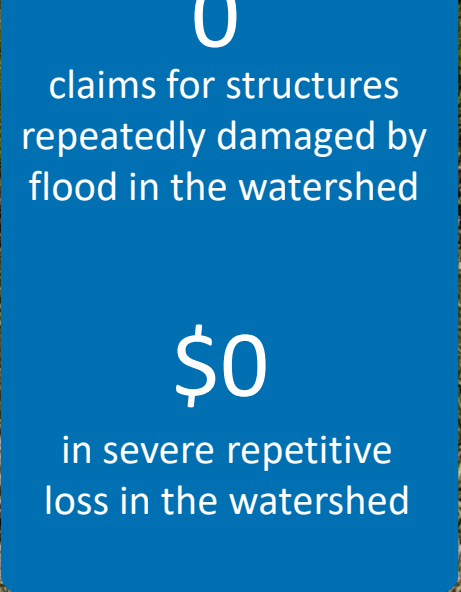 0
claims for structures
repeatedly damaged by
flood in the watershed
$0
in severe repetitive
loss in the watershed